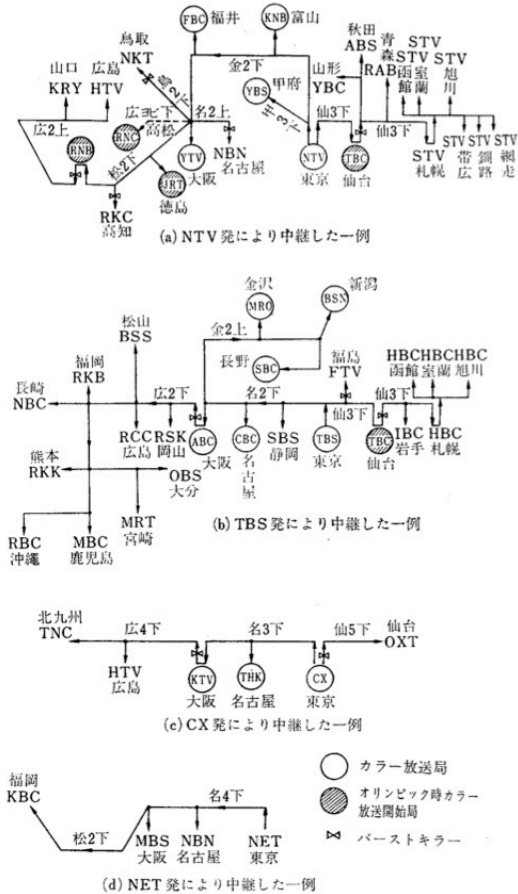 FBC 福井
KNB 富山
鳥取
NKT
鳥2下
金2下
甲府
YBS
甲3下
山形
YBC
秋田
ABS
青森
RAB
STV
函館
STV
室蘭
STV
旭川
山口
KRY
広島
HTV
広2上
広ヒ下
RNC
高松
名2上
RNB
松2下
JRT
徳島
RKC
高知
YTV
大阪
NBN
名古屋
NTV
東京
仙3下
TBC
仙台
仙3下
STV
札幌
STV
帯広
STV
釧路
STV
網走
(a) NTV発により中継した一例
金沢
MRO
新潟
BSN
金2上
長野
SBC
松山
BSS
福岡
RKB
長崎
NBC
広2下
名2下
福島
FTV
仙3下
仙3下
HBC
函館
HBC
室蘭
HBC
旭川
RCC
広島
RSK
岡山
ABC
大阪
CBC
名古屋
SBS
静岡
TBS
東京
TBC
仙台
IBC
岩手
HBC
札幌
熊本
RKK
OBS
大分
RBC
沖縄
MBC
鹿児島
MRT
宮崎
(b) TBS発により中継した一例
北九州
TNC
広4下
名3下
仙5下
仙台
OXT
HTV
広島
KTV
大阪
THK
名古屋
CX
東京
(c) CX発により中継した一例
福岡
KBC
松2下
名4下
MBS
大阪
NBN
名古屋
NET
東京
(d) NET発により中継した一例
カラー放送局
オリンピック時カラー
放送開始局
バーストキラー